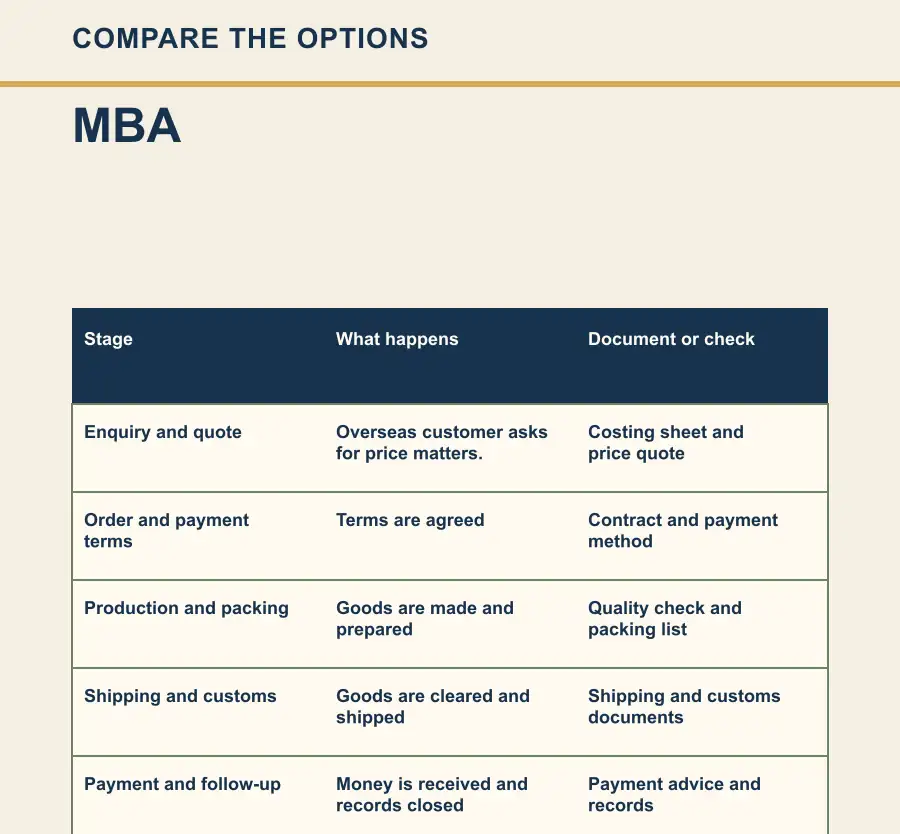 COMPARE THE OPTIONS
MBA
Stage
What happens
Document or check
Enquiry and quote
Overseas customer asks
for price matters.
Costing sheet and
price quote
Order and payment
terms
Terms are agreed
Contract and payment
method
Production and packing
Goods are made and
prepared
Quality check and
packing list
Shipping and customs
Goods are cleared and
shipped
Shipping and customs
documents
Payment and follow-up
Money is received and
records closed
Payment advice and
records